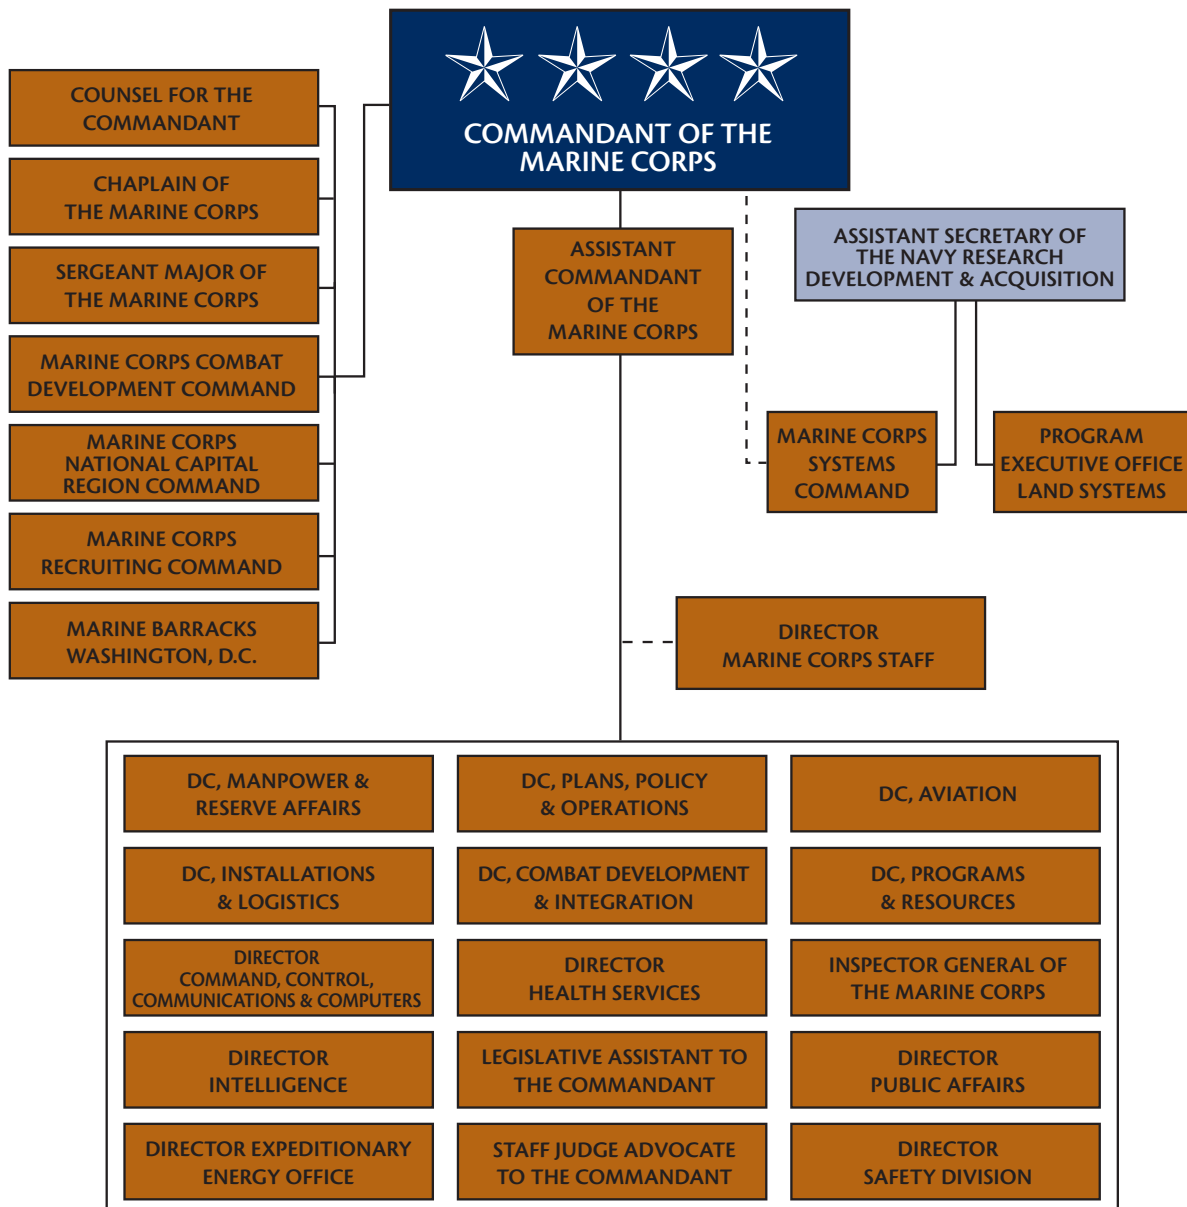 COMMANDANT OF THE
MARINE CORPS
COUNSEL FOR THE
COMMANDANT
CHAPLAIN OF
THE MARINE CORPS
SERGEANT MAJOR OF
THE MARINE CORPS
MARINE CORPS COMBAT
DEVELOPMENT COMMAND
MARINE CORPS
NATIONAL CAPITAL
REGION COMMAND
MARINE CORPS
RECRUITING COMMAND
MARINE BARRACKS
WASHINGTON, D.C.
ASSISTANT
COMMANDANT
OF THE
MARINE CORPS
ASSISTANT SECRETARY OF
THE NAVY RESEARCH
DEVELOPMENT & ACQUISITION
MARINE CORPS
SYSTEMS
COMMAND
PROGRAM
EXECUTIVE OFFICE
LAND SYSTEMS
DIRECTOR
MARINE CORPS STAFF
DC, MANPOWER &
RESERVE AFFAIRS
DC, PLANS, POLICY
& OPERATIONS
DC, AVIATION
DC, INSTALLATIONS
& LOGISTICS
DC, COMBAT DEVELOPMENT
& INTEGRATION
DC, PROGRAMS
& RESOURCES
DIRECTOR
COMMAND, CONTROL,
COMMUNICATIONS & COMPUTERS
DIRECTOR
HEALTH SERVICES
INSPECTOR GENERAL OF
THE MARINE CORPS
DIRECTOR
INTELLIGENCE
LEGISLATIVE ASSISTANT TO
THE COMMANDANT
DIRECTOR
PUBLIC AFFAIRS
DIRECTOR EXPEDITIONARY
ENERGY OFFICE
STAFF JUDGE ADVOCATE
TO THE COMMANDANT
DIRECTOR
SAFETY DIVISION